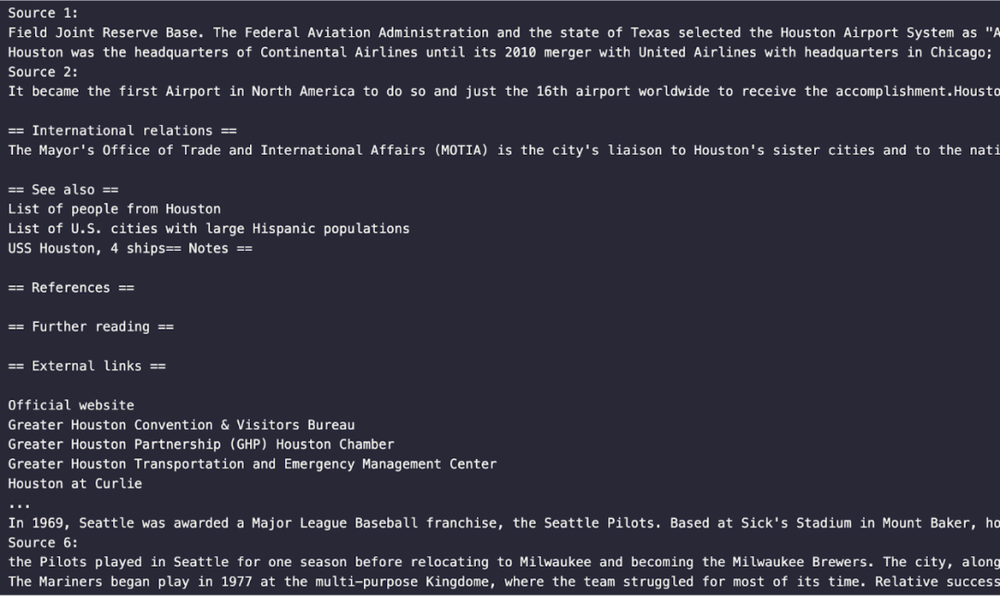 Source 1:
Field Joint Reserve Base. The Federal Aviation Administration and the state of Texas selected the Houston Airport System as "A
Houston was the headquarters of Continental Airlines until its 2010 merger with United Airlines with headquarters in Chicago;
Source 2:
It became the first Airport in North America to do so and just the 16th airport worldwide to receive the accomplishment.Housto
== International relations ==
The Mayor's Office of Trade and International Affairs (MOTIA) is the city's liaison to Houston's sister cities and to the nati
== See also ==
List of people from Houston
List of U.S. cities with large Hispanic populations
USS Houston, 4 ships== Notes ==
== References ==
== Further reading ==
== External links ==
Official website
Greater Houston Convention & Visitors Bureau
Greater Houston Partnership (GHP) Houston Chamber
Greater Houston Transportation and Emergency Management Center
Houston at Curlie
...
In 1969, Seattle was awarded a Major League Baseball franchise, the Seattle Pilots. Based at Sick's Stadium in Mount Baker, ho
Source 6:
the Pilots played in Seattle for one season before relocating to Milwaukee and becoming the Milwaukee Brewers. The city, along
The Mariners began play in 1977 at the multi-purpose Kingdome, where the team struggled for most of its time. Relative success